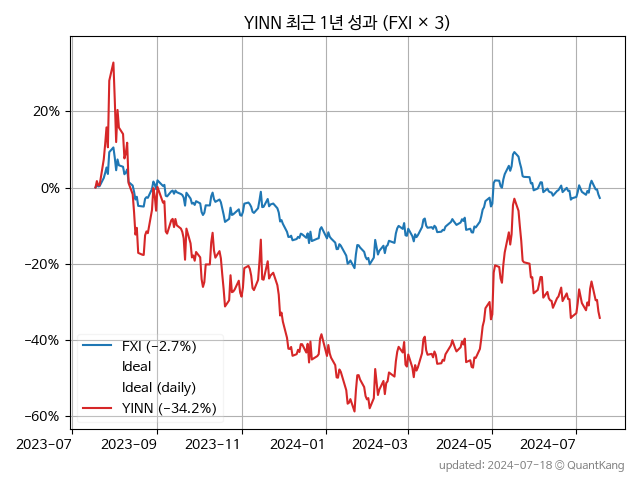 YINN 최근 1년 성과 (FXI × 3)
20%
0%
−20%
−40%
−60%
FXI (−2.7%)
Ideal
Ideal (daily)
YINN (−34.2%)
2023-07
2023-09
2023-11
2024-01
2024-03
2024-05
2024-07
updated: 2024-07-18 © QuantKang